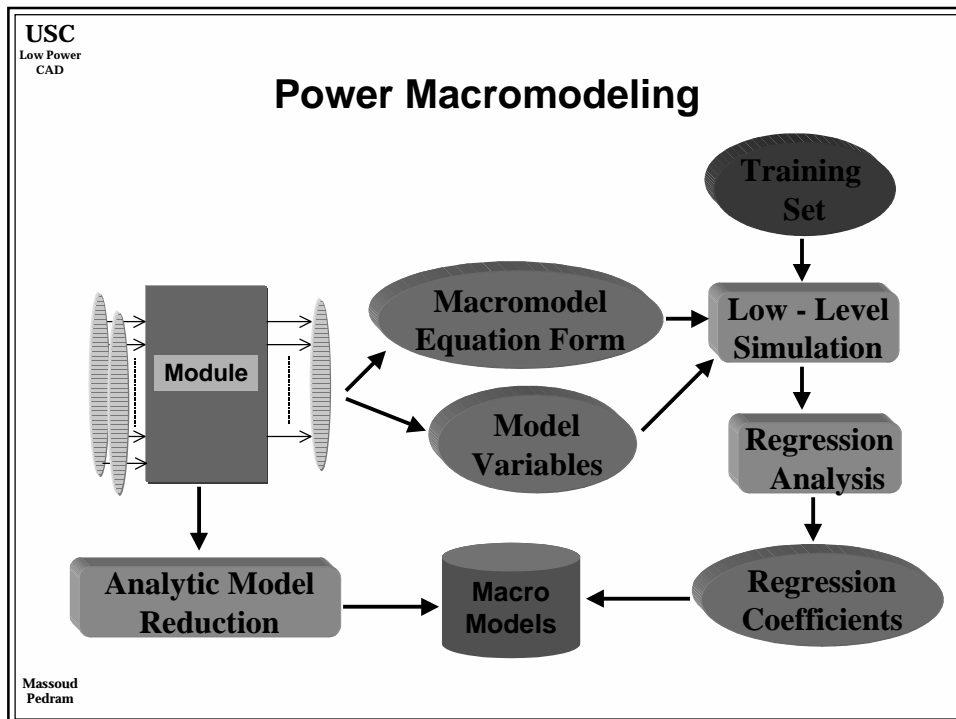 USC
Low Power
CAD
Power Macromodeling
Training
Set
Macromodel
Equation Form
Low - Level
Simulation
Module
Model
Variables
Regression
Analysis
Analytic Model
Reduction
Macro
Models
Regression
Coefficients
Massoud
Pedram